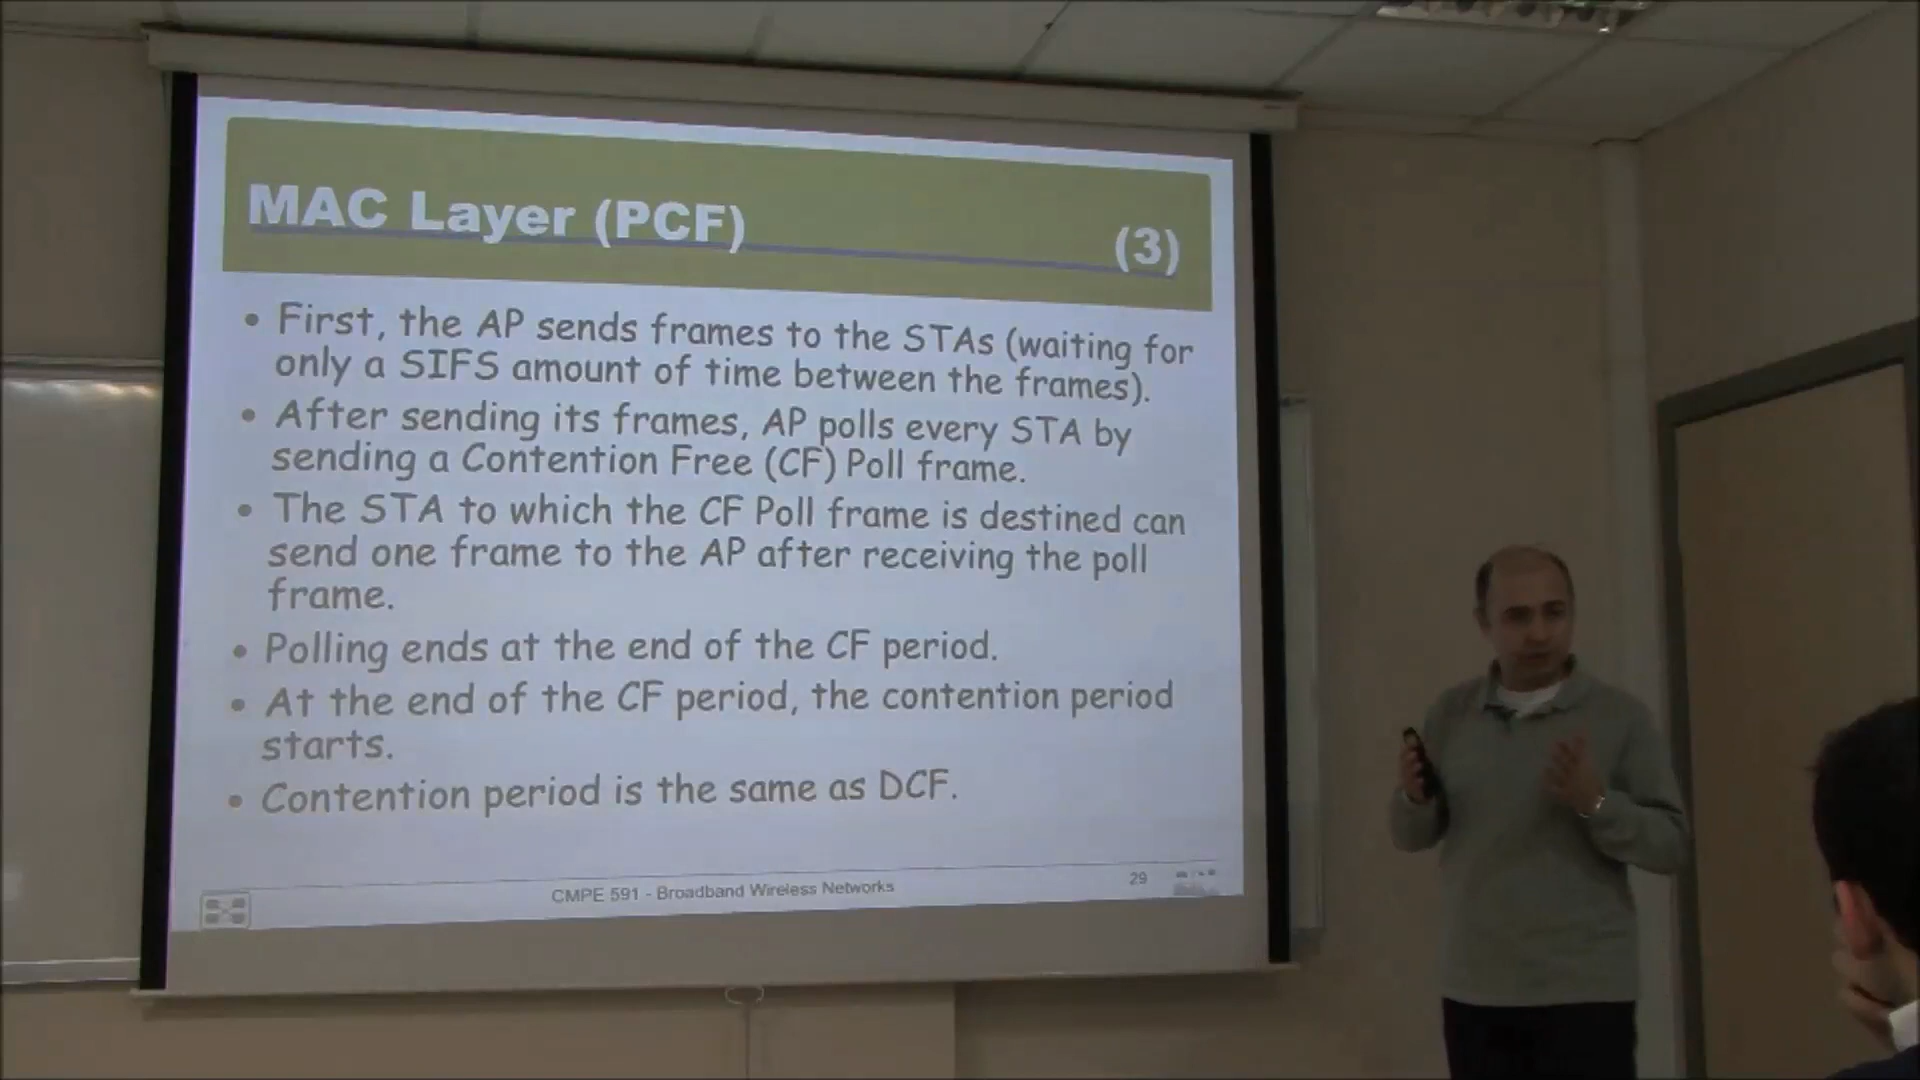 MAC Layer (PCF) (3)
• First, the AP sends frames to the STAs (waiting for
only a SIFS amount of time between the frames).
• After sending its frames, AP polls every STA by
sending a Contention Free (CF) Poll frame.
• The STA to which the CF Poll frame is destined can
send one frame to the AP after receiving the poll
frame.
• Polling ends at the end of the CF period.
• At the end of the CF period, the contention period
starts.
• Contention period is the same as DCF.
CMPE 591 - Broadband Wireless Networks 29